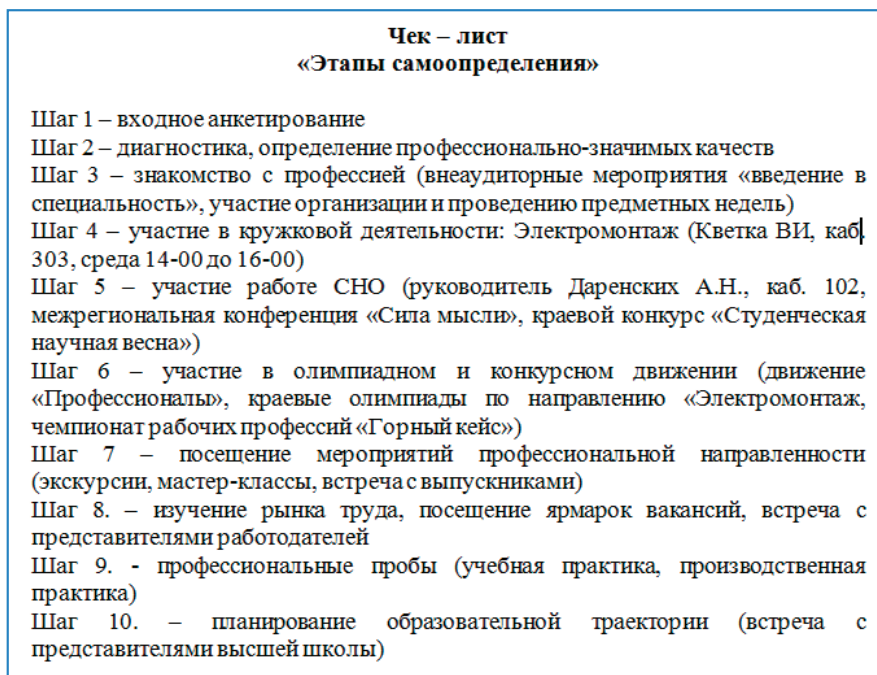 Чек – лист
«Этапы самоопределения»
Шаг 1 – входное анкетирование
Шаг 2 – диагностика, определение профессионально-значимых качеств
Шаг 3 – знакомство с профессией (внеаудиторные мероприятия «введение в
специальность», участие организации и проведению предметных недель)
Шаг 4 – участие в кружковой деятельности: Электромонтаж (Кветка ВИ, каб.
303, среда 14-00 до 16-00)
Шаг 5 – участие работе СНО (руководитель Даренских А.Н., каб. 102,
межрегиональная конференция «Сила мысли», краевой конкурс «Студенческая
научная весна»)
Шаг 6 – участие в олимпиадном и конкурсном движении (движение
«Профессионалы», краевые олимпиады по направлению «Электромонтаж,
чемпионат рабочих профессий «Горный кейс»)
Шаг 7 – посещение мероприятий профессиональной направленности
(экскурсии, мастер-классы, встреча с выпускниками)
Шаг 8. – изучение рынка труда, посещение ярмарок вакансий, встреча с
представителями работодателей
Шаг 9. - профессиональные пробы (учебная практика, производственная
практика)
Шаг 10. – планирование образовательной траектории (встреча с
представителями высшей школы)